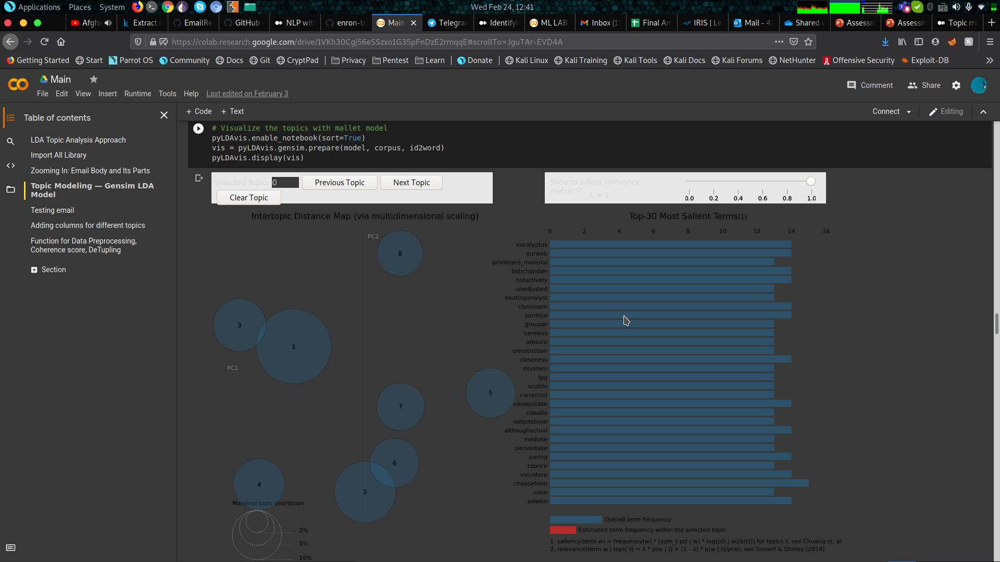 Applications Places System Wed Feb 24, 12:41
Afgha Extract r EmailRe GitHub - NLP wit enron-to Main Telegran Identifyi ML LAB Inbox (1 Final An IRIS | Le Mail - 42 Shared w Assessm Assessm Topic m
https://colab.research.google.com/drive/1VKh30Cgj56eSSzxo1G35pFnDzE2rmqqE#scrollTo=JguTAr-EVD4A
Getting Started Start Parrot OS Community Docs Git CryptPad Privacy Pentest Learn Donate Kali Linux Kali Training Kali Tools Kali Docs Kali Forums NetHunter Offensive Security Exploit-DB
Main
Comment Share
File Edit View Insert Runtime Tools Help Last edited on February 3
Table of contents
+ Code + Text
Connect Editing
LDA Topic Analysis Approach
Import All Library
Zooming In: Email Body and Its Parts
Topic Modeling — Gensim LDA
Model
Testing email
Adding columns for different topics
Function for Data Preprocessing,
Coherence score, DeTupling
Section
# Visualize the topics with mallet model
pyLDAvis.enable_notebook(sort=True)
vis = pyLDAvis.gensim.prepare(model, corpus, id2word)
pyLDAvis.display(vis)
Selected Topic: 0 Previous Topic Next Topic
Clear Topic
Slide to adjust relevance
metric:(2) λ = 1
0.0 0.2 0.4 0.6 0.8 1.0
Intertopic Distance Map (via multidimensional scaling)
PC2
8
3
1
PC1
5
7
6
4
2
Marginal topic distribtion
2%
5%
10%
Top-30 Most Salient Terms(1)
0 2 4 6 8 10 12 14 16
eucalyptus
ourweb
privileged_material
bobchandler
notactively
unadjusted
beatinganalyst
classroom
surmise
groupor
careless
amsure
orrestriction
closeness
nsystem
lpg
scuttle
corrected
sweepstake
claudia
notedabove
althoughactual
mediate
persontake
paring
toprice
voluntere
choosefrom
color
adwise
Overall term frequency
Estimated term frequency within the selected topic
1. saliency(term w) = frequency(w) * [sum_t p(t | w) * log(p(t | w)/p(t))] for topics t; see Chuang et. al
2. relevance(term w | topic t) = λ * p(w | t) + (1 - λ) * p(w | t)/p(w); see Sievert & Shirley (2014)